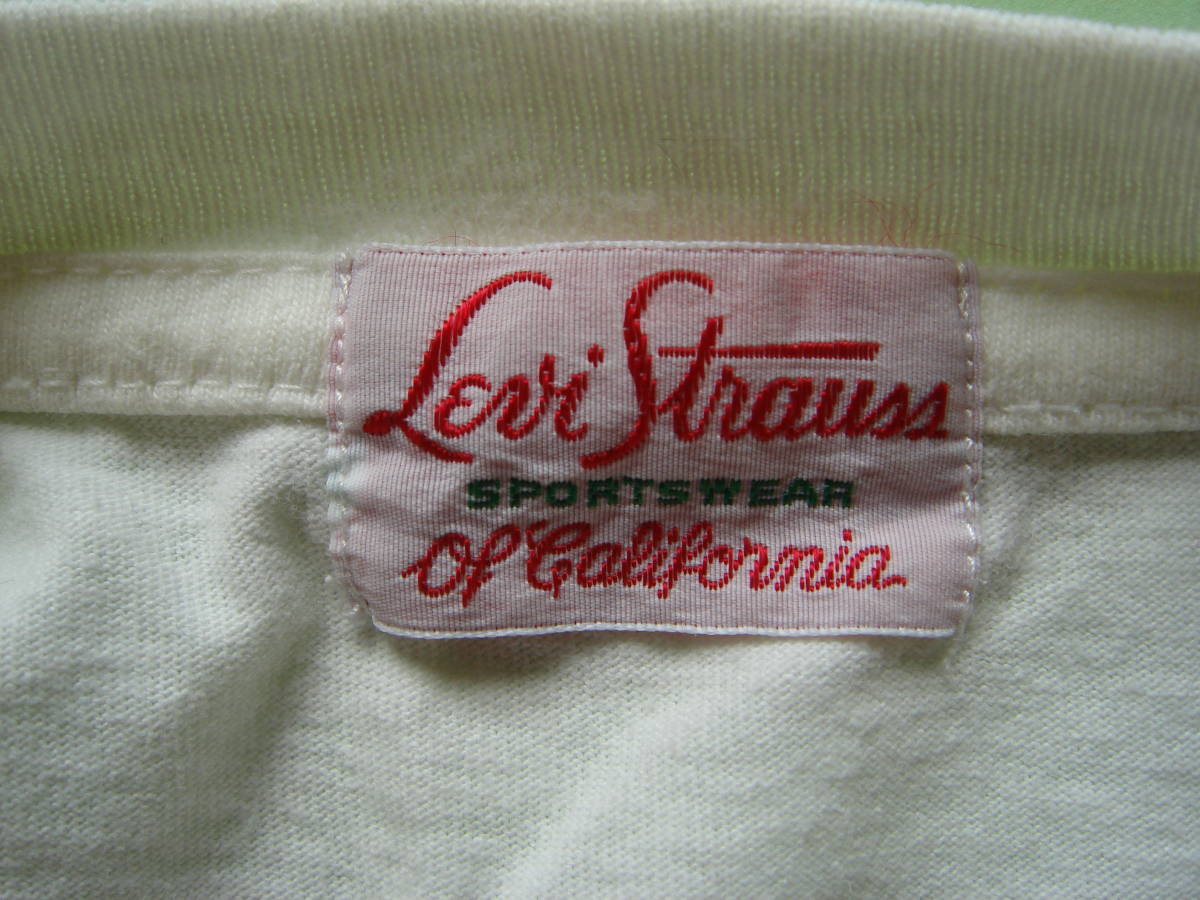 Levi Strauss
SPORTSWEAR
of California